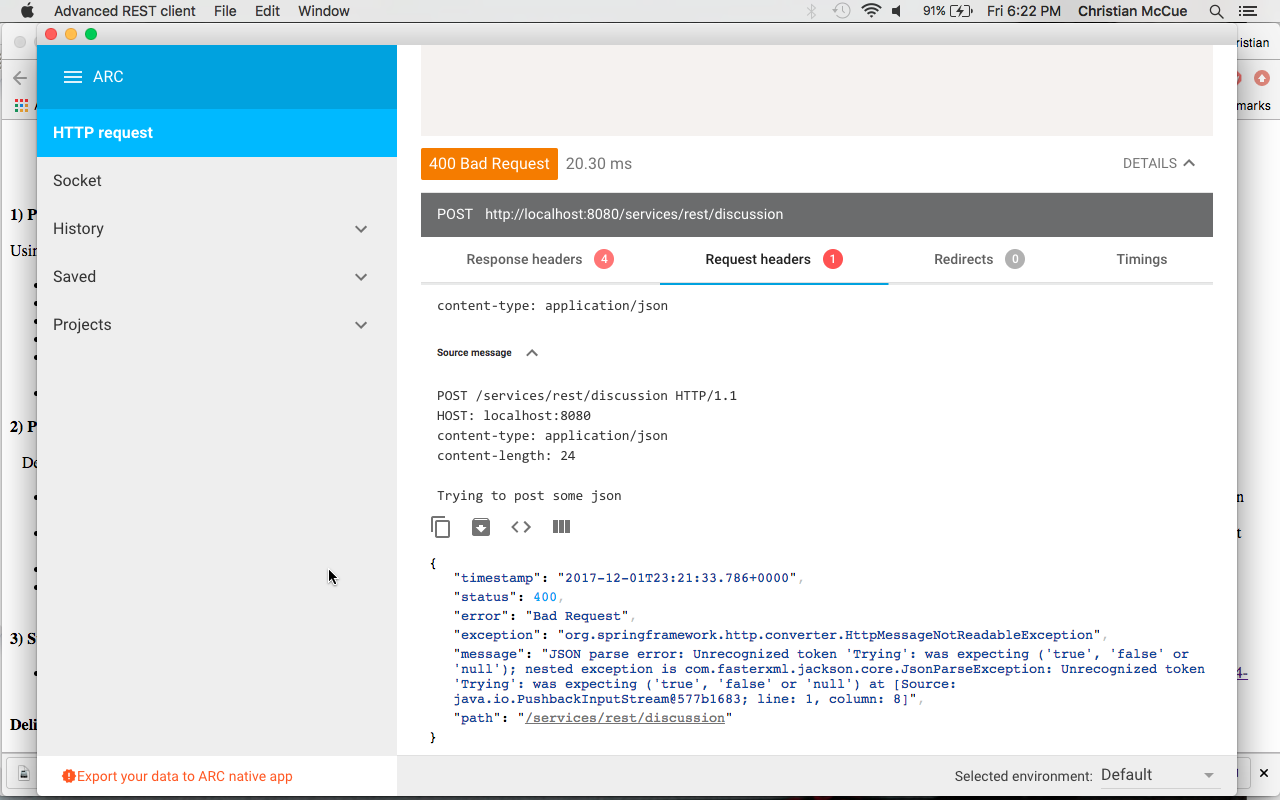 Advanced REST client File Edit Window 91% Fri 6:22 PM Christian McCue
ristian
ARC
marks
HTTP request
Socket
History
Saved
Projects
1) P
Usin
2) P
De
3) S
Deli
400 Bad Request 20.30 ms DETAILS
POST http://localhost:8080/services/rest/discussion
Response headers 4 Request headers 1 Redirects 0 Timings
content-type: application/json
Source message
POST /services/rest/discussion HTTP/1.1
HOST: localhost:8080
content-type: application/json
content-length: 24
Trying to post some json
{
"timestamp": "2017-12-01T23:21:33.786+0000",
"status": 400,
"error": "Bad Request",
"exception": "org.springframework.http.converter.HttpMessageNotReadableException",
"message": "JSON parse error: Unrecognized token 'Trying': was expecting ('true', 'false' or
'null'); nested exception is com.fasterxml.jackson.core.JsonParseException: Unrecognized token
'Trying': was expecting ('true', 'false' or 'null') at [Source:
java.io.PushbackInputStream@577b1683; line: 1, column: 8]",
"path": "/services/rest/discussion"
}
n
t
4-
Export your data to ARC native app
Selected environment: Default